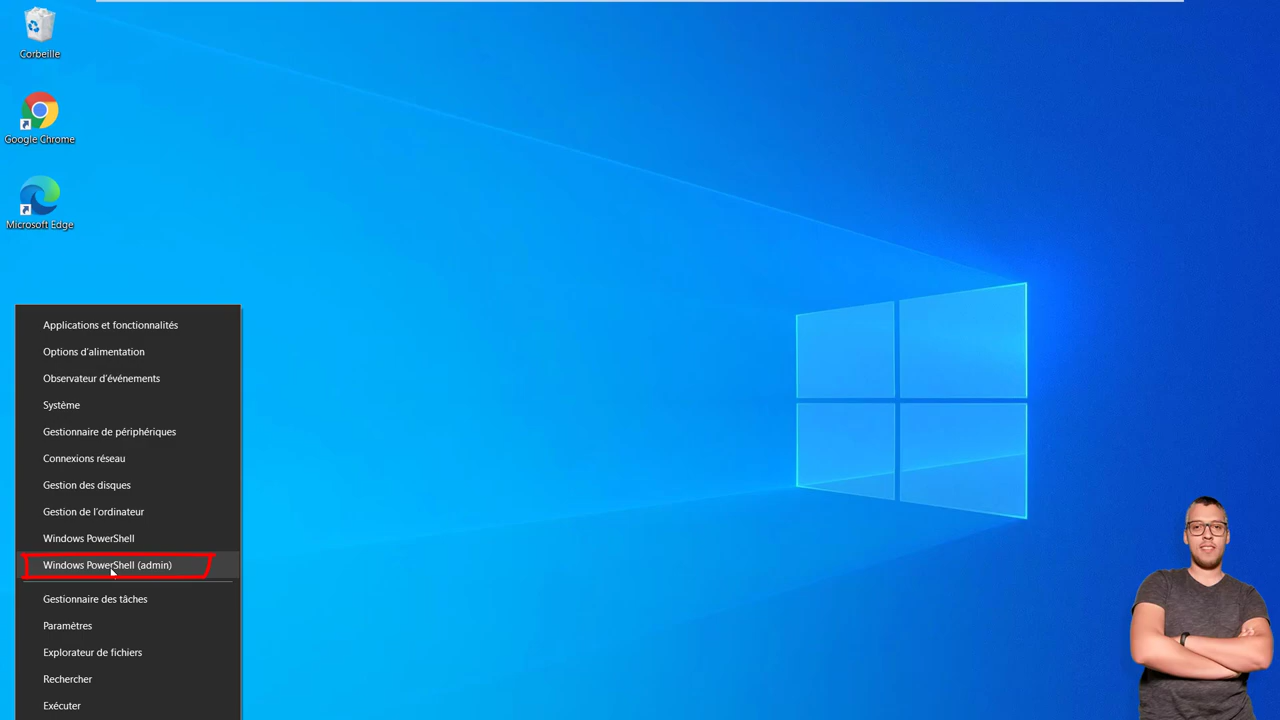 Corbeille
Google Chrome
Microsoft Edge
Applications et fonctionnalités
Options d'alimentation
Observateur d'événements
Système
Gestionnaire de périphériques
Connexions réseau
Gestion des disques
Gestion de l'ordinateur
Windows PowerShell
Windows PowerShell (admin)
Gestionnaire des tâches
Paramètres
Explorateur de fichiers
Rechercher
Exécuter